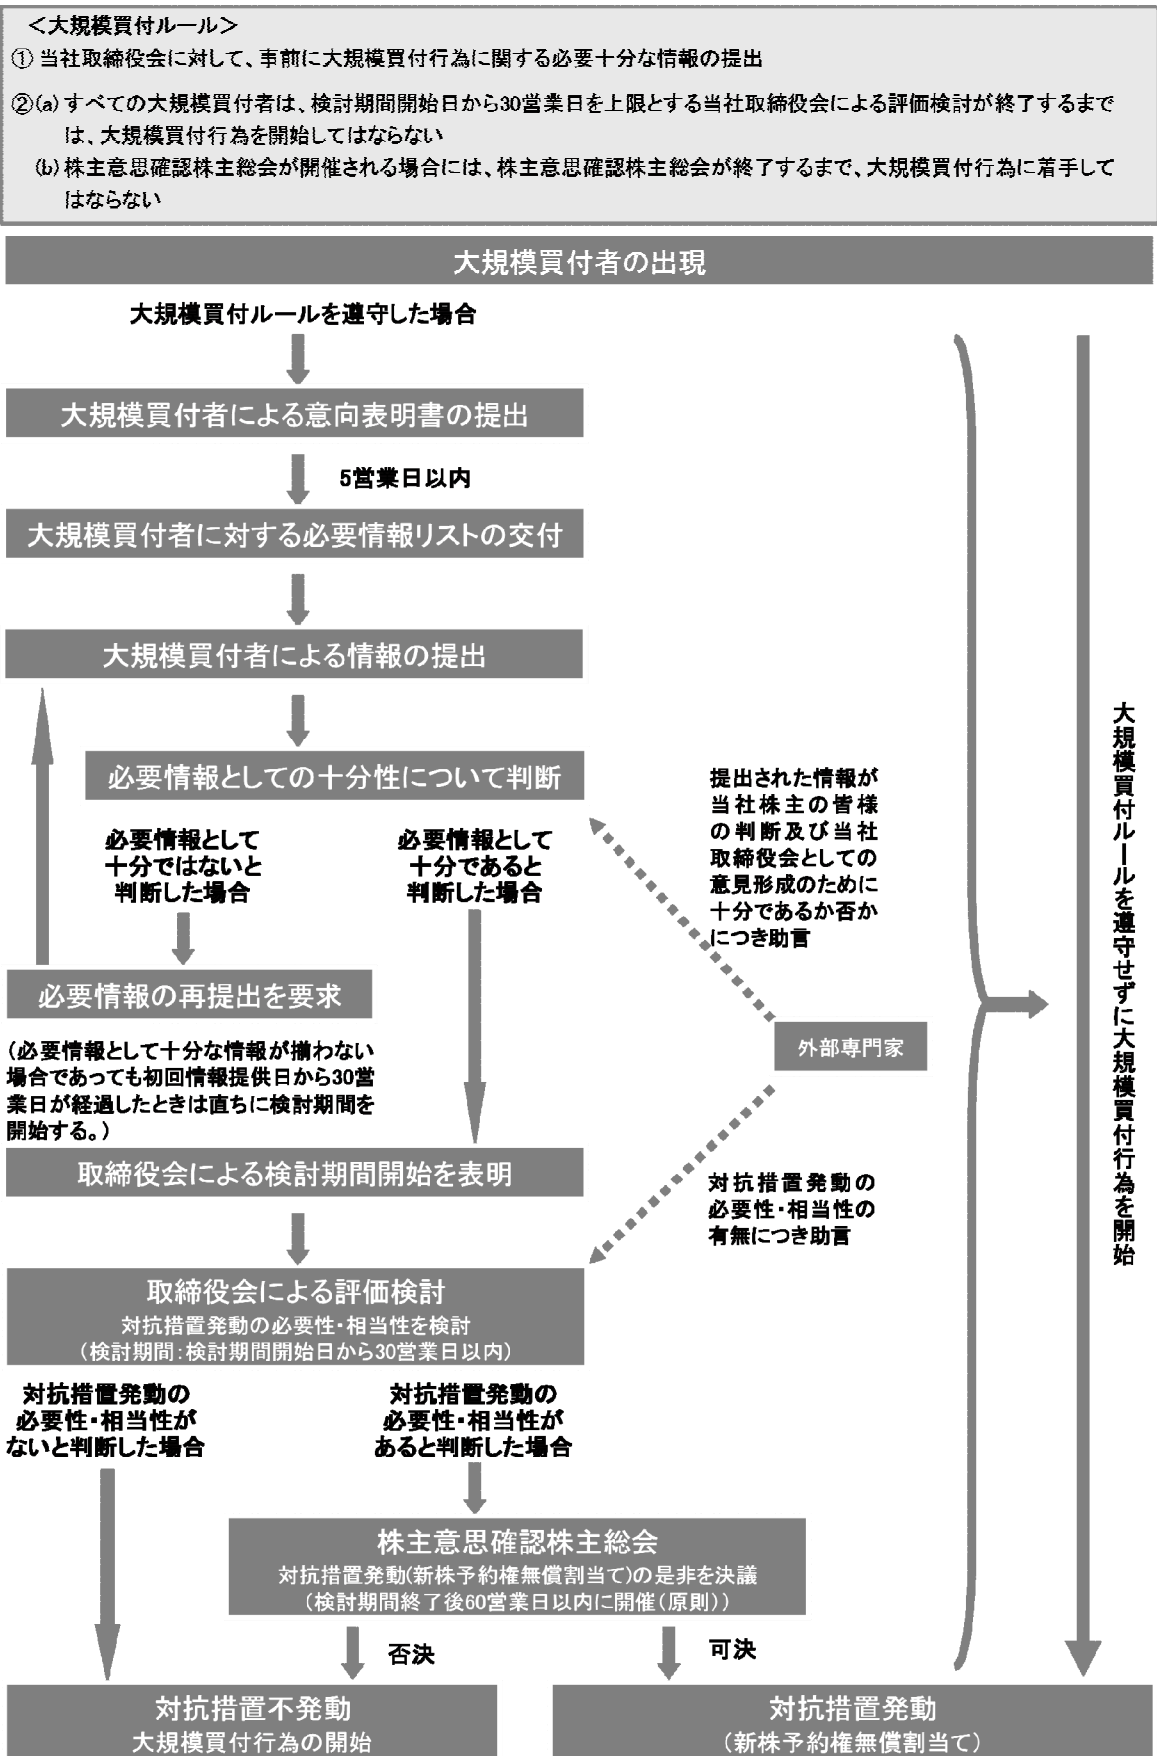 ＜大規模買付ルール＞
① 当社取締役会に対して、事前に大規模買付行為に関する必要十分な情報の提出
②(a) すべての大規模買付者は、検討期間開始日から30営業日を上限とする当社取締役会による評価検討が終了するまで
は、大規模買付行為を開始してはならない
(b) 株主意思確認株主総会が開催される場合には、株主意思確認株主総会が終了するまで、大規模買付行為に着手して
はならない
大規模買付者の出現
大規模買付ルールを遵守した場合
大規模買付者による意向表明書の提出
5営業日以内
大規模買付者に対する必要情報リストの交付
大規模買付者による情報の提出
必要情報としての十分性について判断
必要情報として
十分ではないと
判断した場合
必要情報として
十分であると
判断した場合
提出された情報が
当社株主の皆様
の判断及び当社
取締役会としての
意見形成のために
十分であるか否か
につき助言
必要情報の再提出を要求
（必要情報として十分な情報が揃わない
場合であっても初回情報提供日から30営
業日が経過したときは直ちに検討期間を
開始する。）
外部専門家
取締役会による検討期間開始を表明
対抗措置発動の
必要性・相当性の
有無につき助言
取締役会による評価検討
対抗措置発動の必要性・相当性を検討
（検討期間：検討期間開始日から30営業日以内）
対抗措置発動の
必要性・相当性が
ないと判断した場合
対抗措置発動の
必要性・相当性が
あると判断した場合
株主意思確認株主総会
対抗措置発動(新株予約権無償割当て)の是非を決議
（検討期間終了後60営業日以内に開催（原則））
否決
可決
対抗措置不発動
大規模買付行為の開始
対抗措置発動
（新株予約権無償割当て）
大規模買付ルールを遵守せずに大規模買付行為を開始